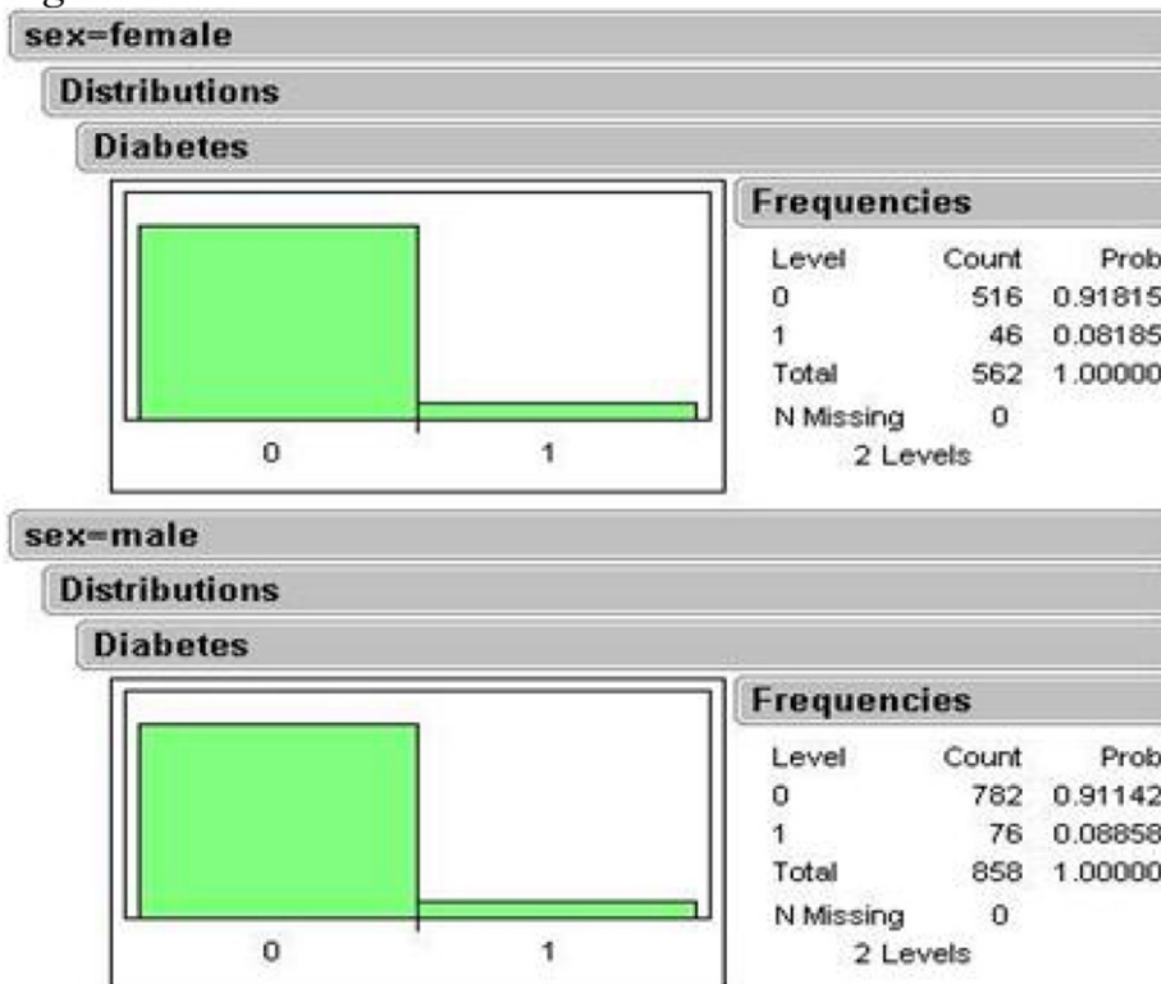 sex=female
Distributions
Diabetes
0 1
Frequencies
Level Count Prob
0 516 0.91815
1 46 0.08185
Total 562 1.00000
N Missing 0
2 Levels
sex=male
Distributions
Diabetes
0 1
Frequencies
Level Count Prob
0 782 0.91142
1 76 0.08858
Total 858 1.00000
N Missing 0
2 Levels